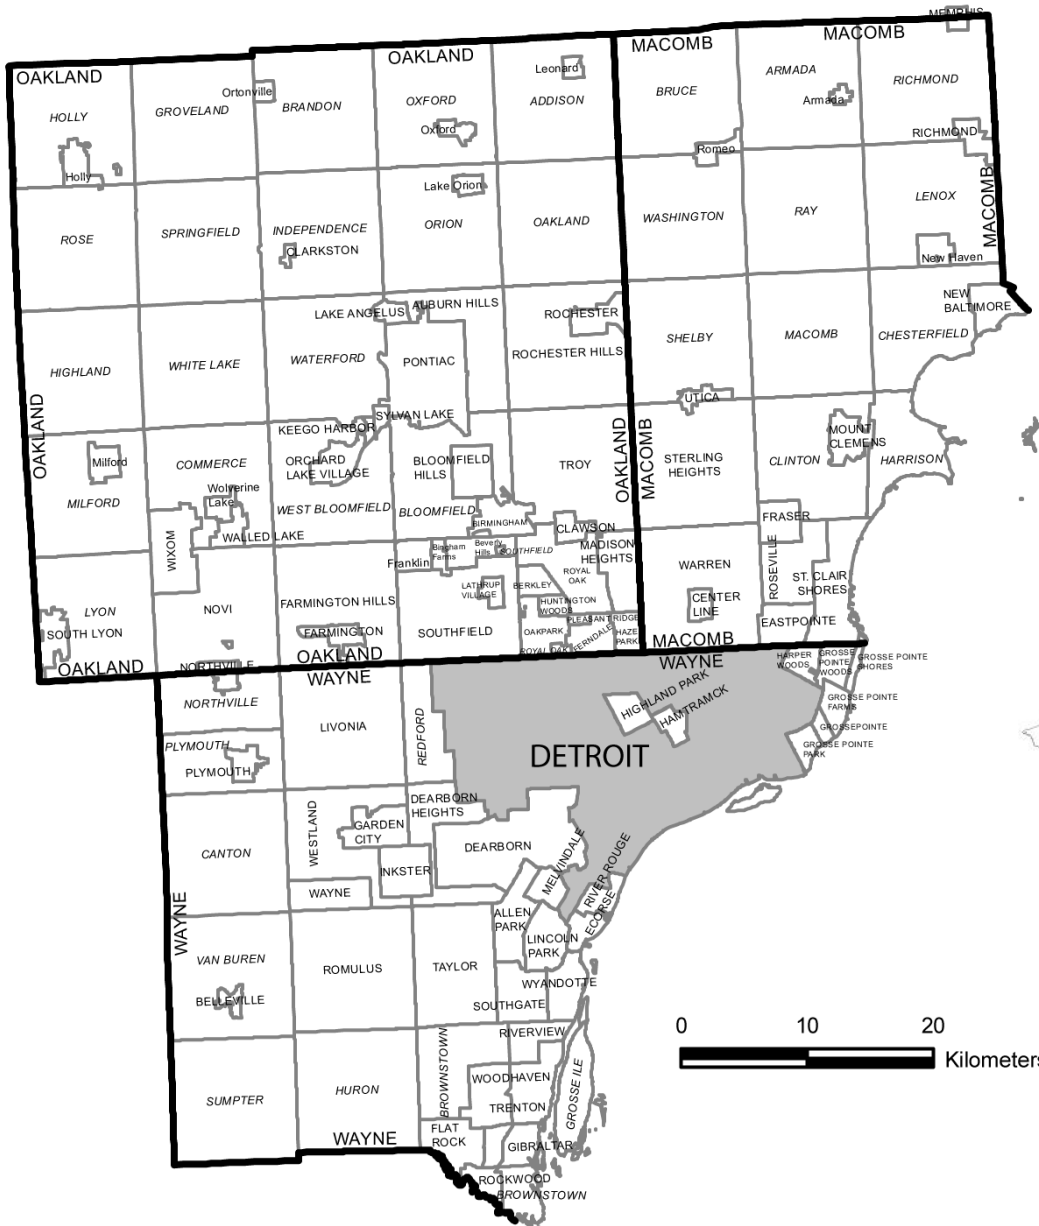 MEMPHIS
OAKLAND
OAKLAND
MACOMB
MACOMB
HOLLY
GROVELAND
Ortonville
BRANDON
OXFORD
Oxford
Leonard
ADDISON
BRUCE
ARMADA
Armada
RICHMOND
RICHMOND
Holly
Romeo
Lake Orion
ROSE
SPRINGFIELD
INDEPENDENCE
CLARKSTON
ORION
OAKLAND
WASHINGTON
RAY
LENOX
MACOMB
New Haven
NEW
BALTIMORE
LAKE ANGELUS
AUBURN HILLS
ROCHESTER
HIGHLAND
WHITE LAKE
WATERFORD
PONTIAC
ROCHESTER HILLS
SHELBY
MACOMB
CHESTERFIELD
UTICA
OAKLAND
SYLVAN LAKE
KEEGO HARBOR
OAKLAND
MACOMB
MOUNT
CLEMENS
Milford
MILFORD
COMMERCE
ORCHARD
LAKE VILLAGE
BLOOMFIELD
HILLS
TROY
STERLING
HEIGHTS
CLINTON
HARRISON
Wolverine
Lake
WEST BLOOMFIELD
BLOOMFIELD
BIRMINGHAM
CLAWSON
FRASER
WIXOM
WALLED LAKE
Franklin
Bingham
Farms
Beverly
Hills
SOUTHFIELD
MADISON
HEIGHTS
ROYAL
OAK
WARREN
ROSEVILLE
ST. CLAIR
SHORES
LYON
SOUTH LYON
NOVI
FARMINGTON HILLS
FARMINGTON
LATHRUP
VILLAGE
BERKLEY
HUNTINGTON
WOODS
CENTER
LINE
SOUTHFIELD
OAKPARK
PLEASANT RIDGE
FERNDALE
HAZE
PARK
ROYAL OAK
EASTPOINTE
OAKLAND
NORTHVILLE
OAKLAND
WAYNE
MACOMB
WAYNE
HARPER
WOODS
GROSSE
POINTE
WOODS
GROSSE POINTE
SHORES
NORTHVILLE
LIVONIA
REDFORD
HIGHLAND PARK
HAMTRAMCK
GROSSE POINTE
FARMS
GROSSEPOINTE
GROSSE POINTE
PARK
PLYMOUTH
PLYMOUTH
DETROIT
CANTON
WESTLAND
GARDEN
CITY
DEARBORN
HEIGHTS
DEARBORN
MELVINDALE
RIVER ROUGE
INKSTER
WAYNE
WAYNE
ALLEN
PARK
ECORSE
LINCOLN
PARK
VAN BUREN
BELLEVILLE
ROMULUS
TAYLOR
WYANDOTTE
SOUTHGATE
RIVERVIEW
0 10 20
Kilometers
SUMPTER
HURON
BROWNSTOWN
WOODHAVEN
TRENTON
GROSSE ILE
WAYNE
FLAT
ROCK
GIBRALTAR
ROCKWOOD
BROWNSTOWN